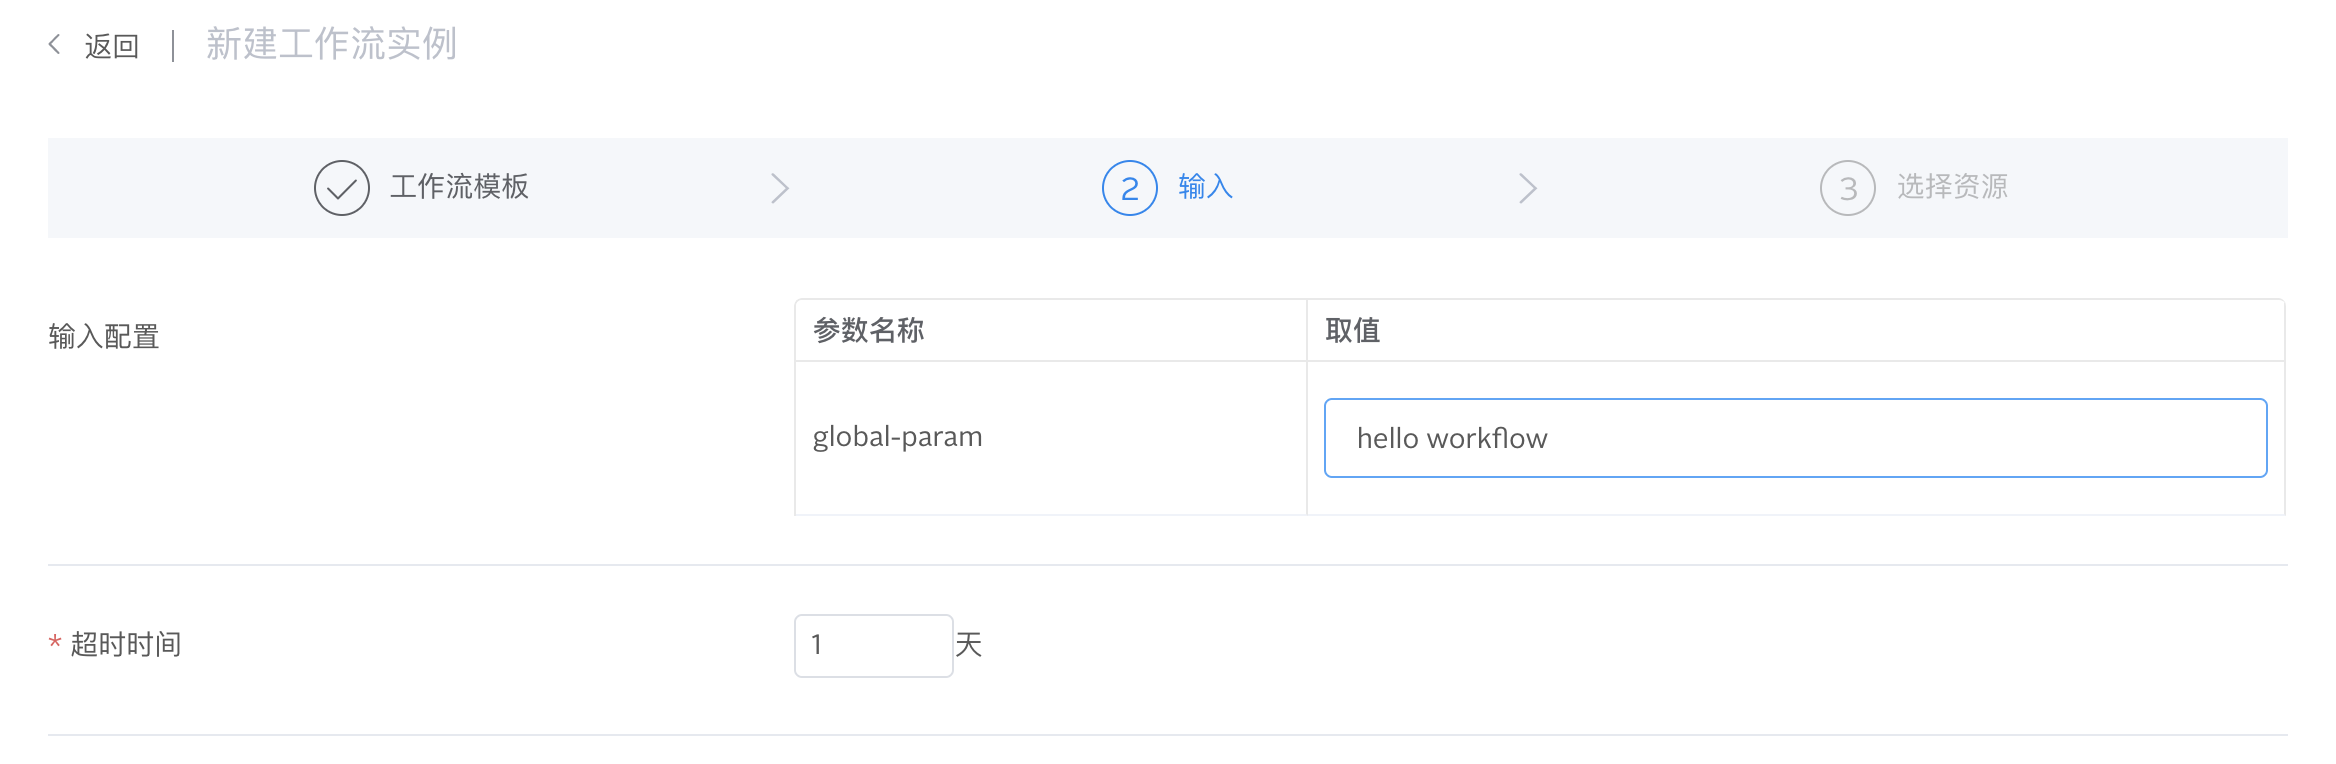 返回 | 新建工作流实例
工作流模板 2 输入 3 选择资源
输入配置
参数名称 取值
global-param hello workflow
* 超时时间 1 天